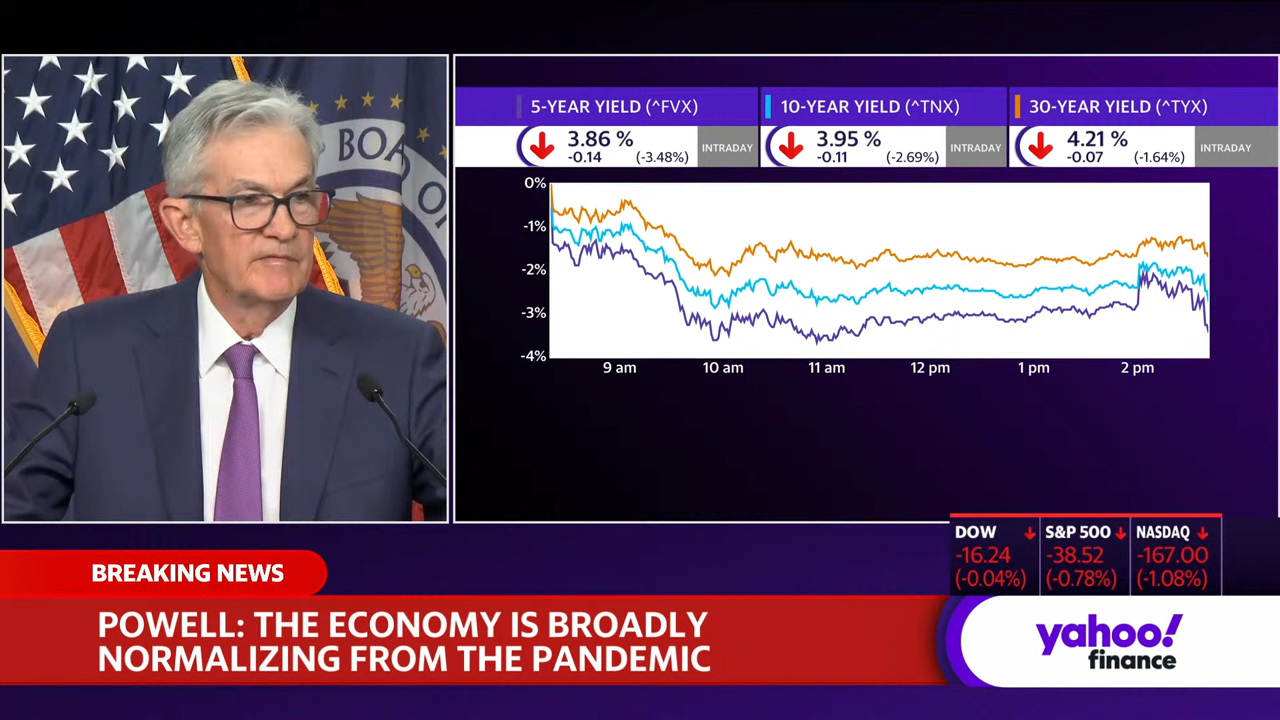 BOA
OF
5-YEAR YIELD (^FVX)
3.86 %
-0.14 (-3.48%)
INTRADAY
10-YEAR YIELD (^TNX)
3.95 %
-0.11 (-2.69%)
INTRADAY
30-YEAR YIELD (^TYX)
4.21 %
-0.07 (-1.64%)
INTRADAY
0%
-1%
-2%
-3%
-4%
9 am 10 am 11 am 12 pm 1 pm 2 pm
DOW
-16.24
(-0.04%)
S&P 500
-38.52
(-0.78%)
NASDAQ
-167.00
(-1.08%)
BREAKING NEWS
POWELL: THE ECONOMY IS BROADLY
NORMALIZING FROM THE PANDEMIC
yahoo!
finance